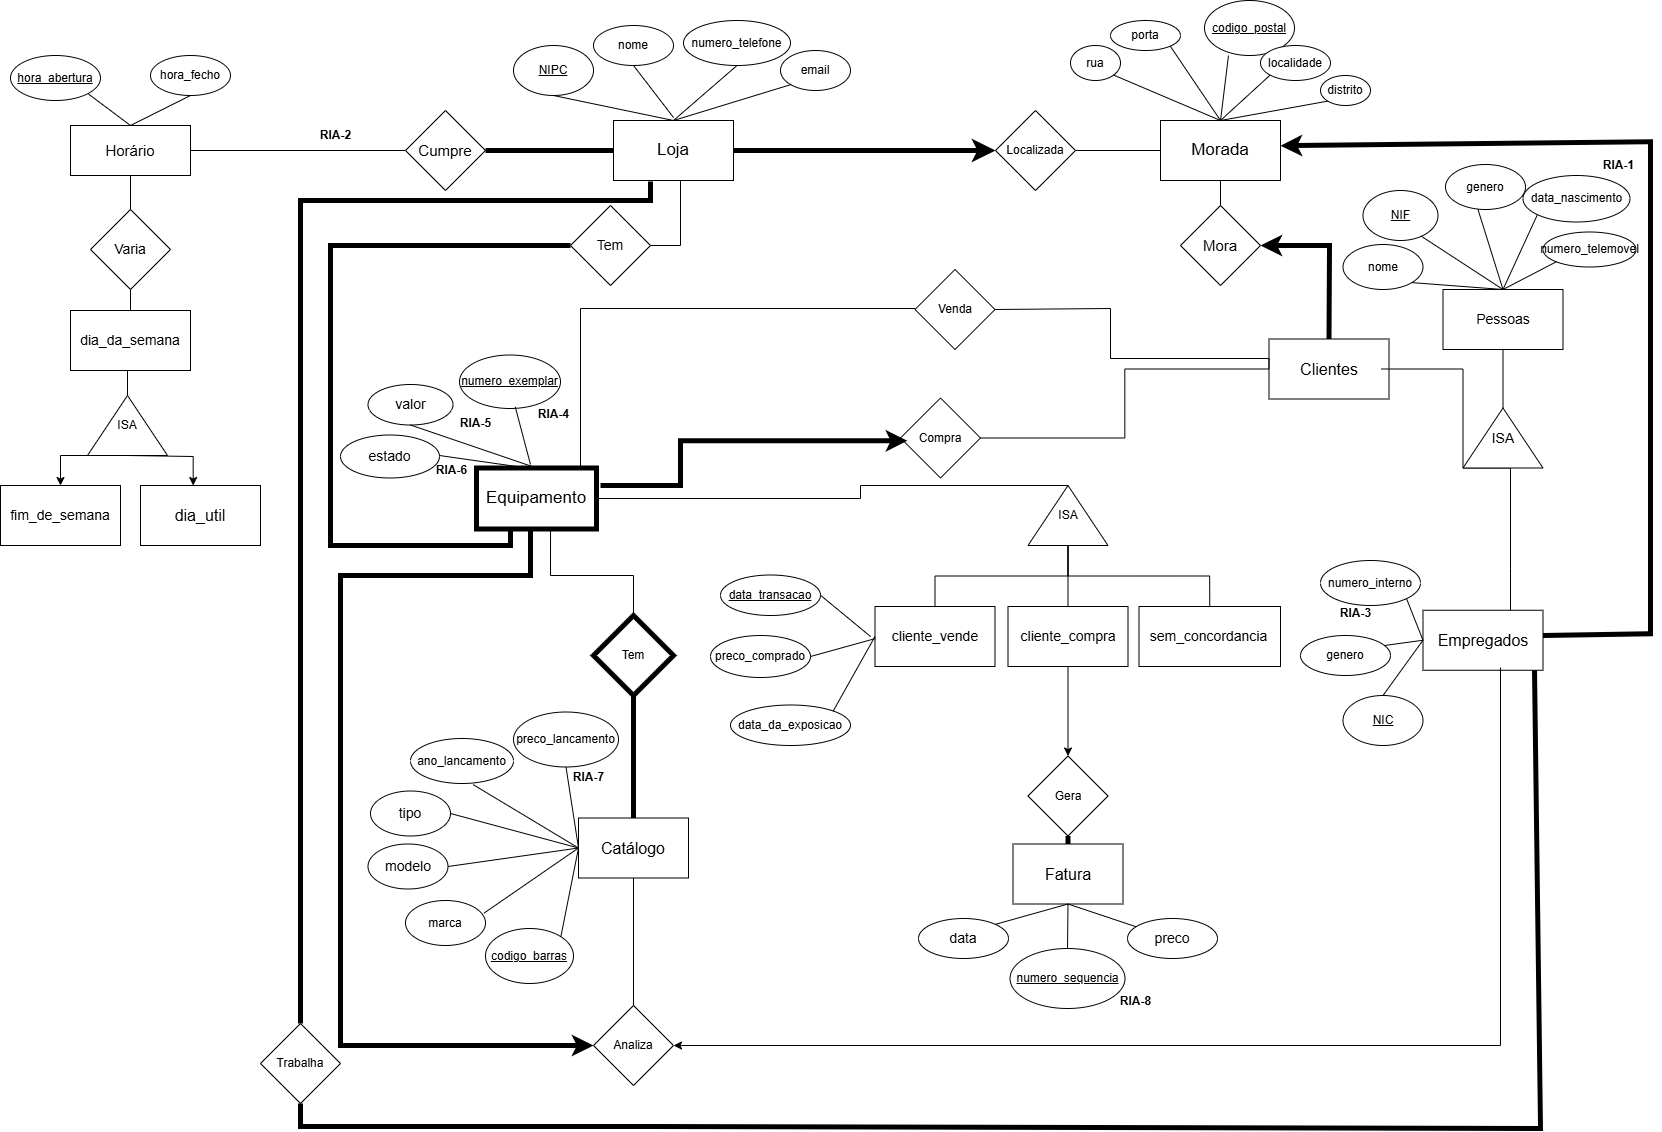 hora_abertura
hora_fecho
Horário
RIA-2
Cumpre
NIPC
nome
numero_telefone
email
Loja
Localizada
rua
porta
codigo_postal
localidade
distrito
Morada
RIA-1
Varia
Tem
Mora
NIF
genero
data_nascimento
numero_telemovel
nome
Pessoas
dia_da_semana
Venda
Clientes
ISA
fim_de_semana
dia_util
numero_exemplar
valor
RIA-5
RIA-4
estado
RIA-6
Equipamento
Compra
ISA
ISA
Tem
data_transacao
preco_comprado
data_da_exposicao
cliente_vende
cliente_compra
sem_concordancia
numero_interno
RIA-3
genero
NIC
Empregados
preco_lancamento
ano_lancamento
RIA-7
tipo
modelo
marca
codigo_barras
Catálogo
Gera
Fatura
data
preco
numero_sequencia
RIA-8
Analiza
Trabalha